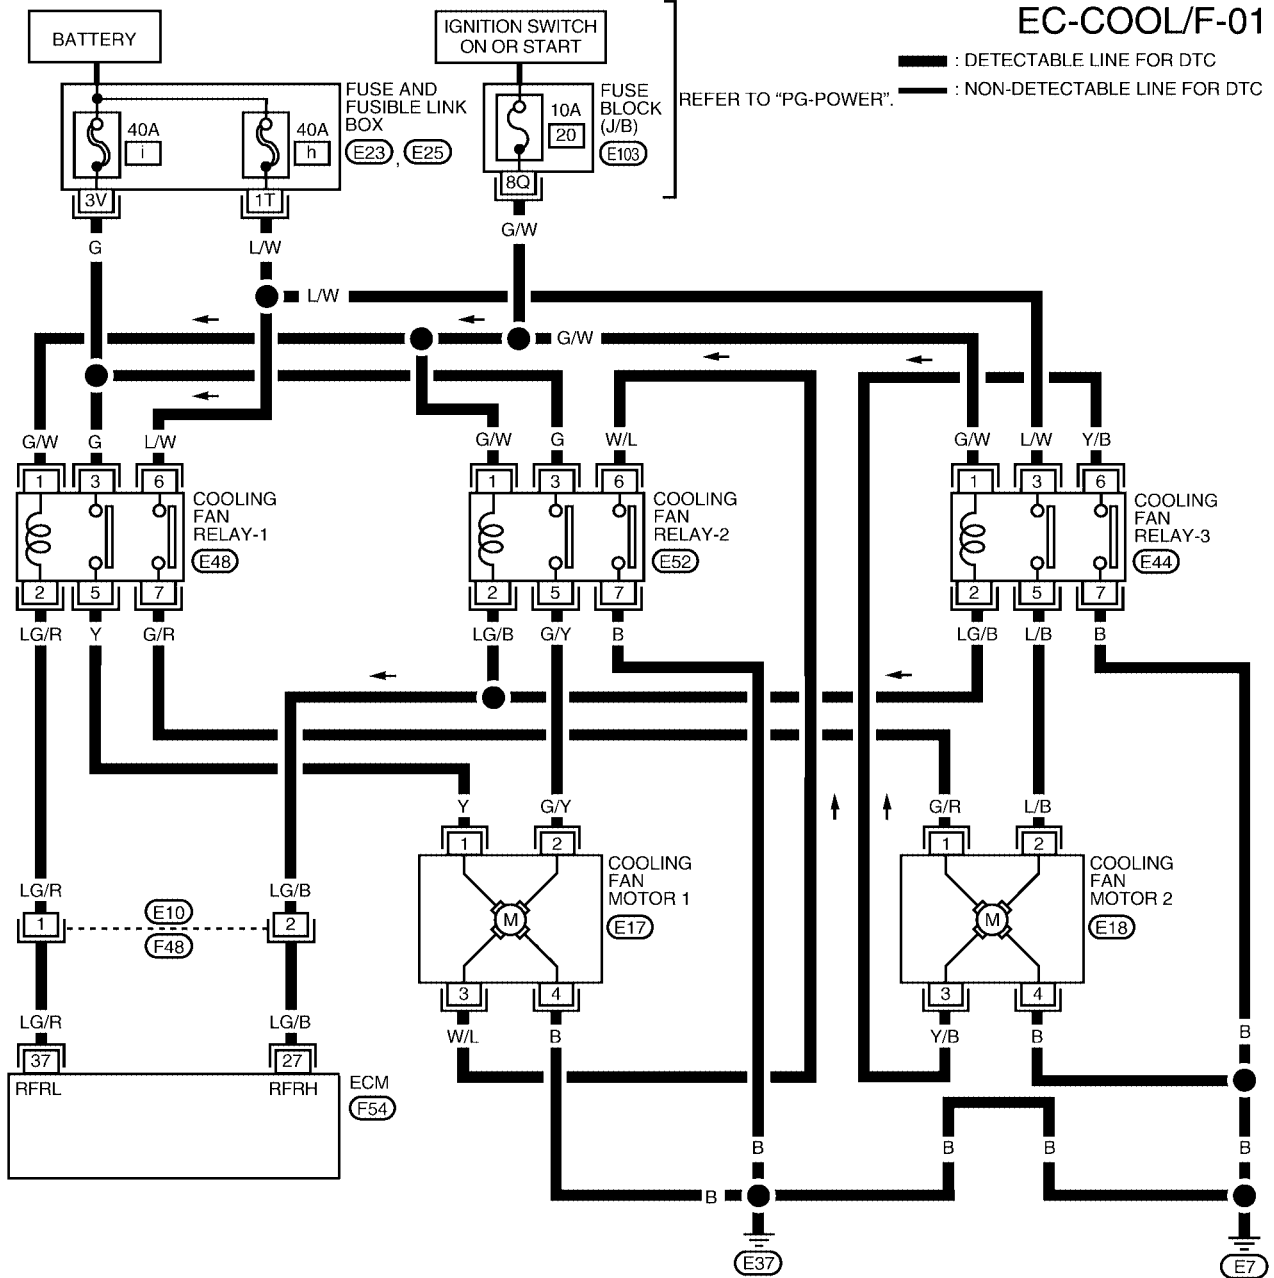 EC-COOL/F-01
: DETECTABLE LINE FOR DTC
: NON-DETECTABLE LINE FOR DTC
BATTERY
IGNITION SWITCH
ON OR START
REFER TO “PG-POWER”.
FUSE AND
FUSIBLE LINK
BOX
E23 , E25
40A
i
40A
h
10A
20
FUSE
BLOCK
(J/B)
E103
3V
1T
8Q
G
L/W
G/W
L/W
G/W
G/W
G
L/W
G/W
G
W/L
G/W
L/W
Y/B
1
3
6
1
3
6
1
3
6
COOLING
FAN
RELAY-1
E48
COOLING
FAN
RELAY-2
E52
COOLING
FAN
RELAY-3
E44
2
5
7
2
5
7
2
5
7
LG/R
Y
G/R
LG/B
G/Y
B
LG/B
L/B
B
Y
G/Y
G/R
L/B
1
2
1
2
COOLING
FAN
MOTOR 1
E17
M
COOLING
FAN
MOTOR 2
E18
M
LG/R
LG/B
1
E10
F48
2
3
4
3
4
LG/R
LG/B
W/L
B
Y/B
B
B
37
27
RFRL
RFRH
ECM
F54
B
B
B
B
B
E37
E7